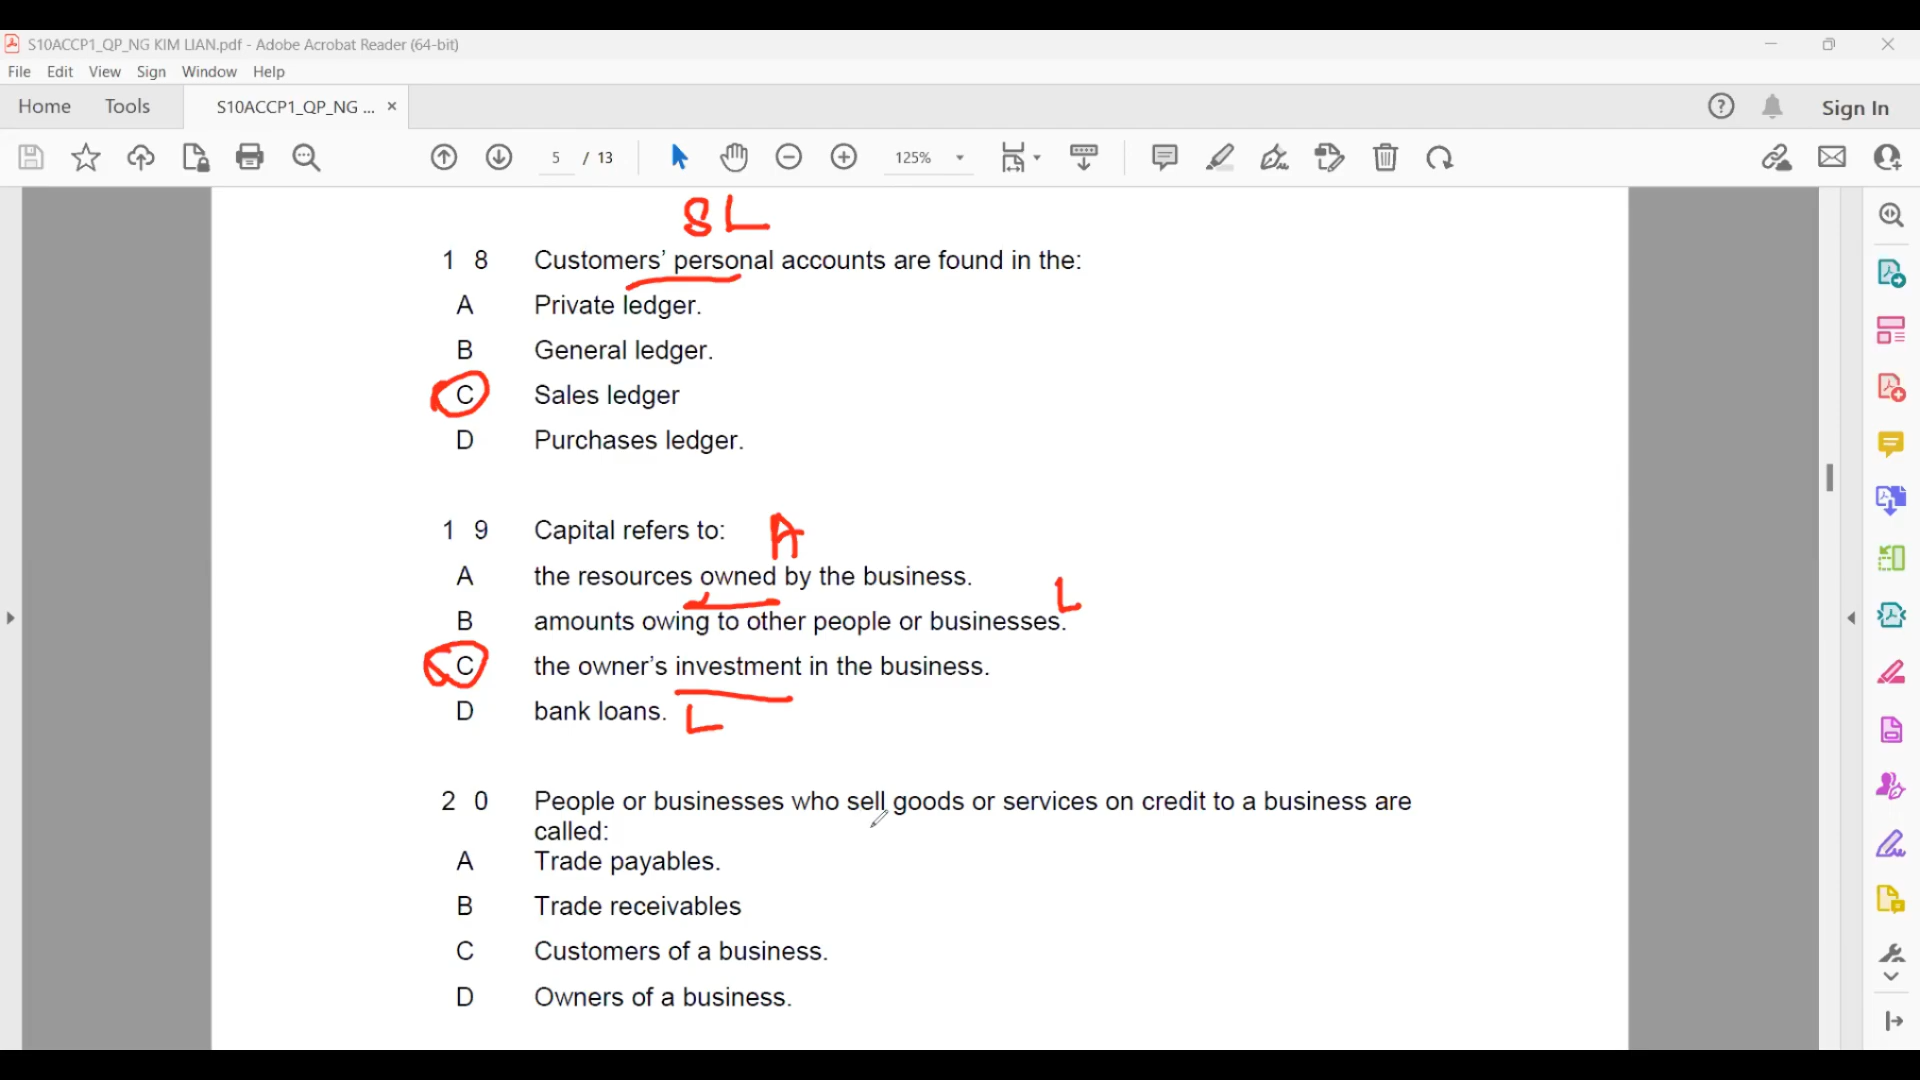 S10ACCP1_QP_NG KIM LIAN.pdf - Adobe Acrobat Reader (64-bit)
File Edit View Sign Window Help
Home Tools S10ACCP1_QP_NG ... × Sign In
5 / 13 125%
SL
1 8 Customers’ personal accounts are found in the:
A Private ledger.
B General ledger.
C Sales ledger
D Purchases ledger.
1 9 Capital refers to: A
A the resources owned by the business.
L
B amounts owing to other people or businesses.
C the owner’s investment in the business.
D bank loans. L
2 0 People or businesses who sell goods or services on credit to a business are
called:
A Trade payables.
B Trade receivables
C Customers of a business.
D Owners of a business.